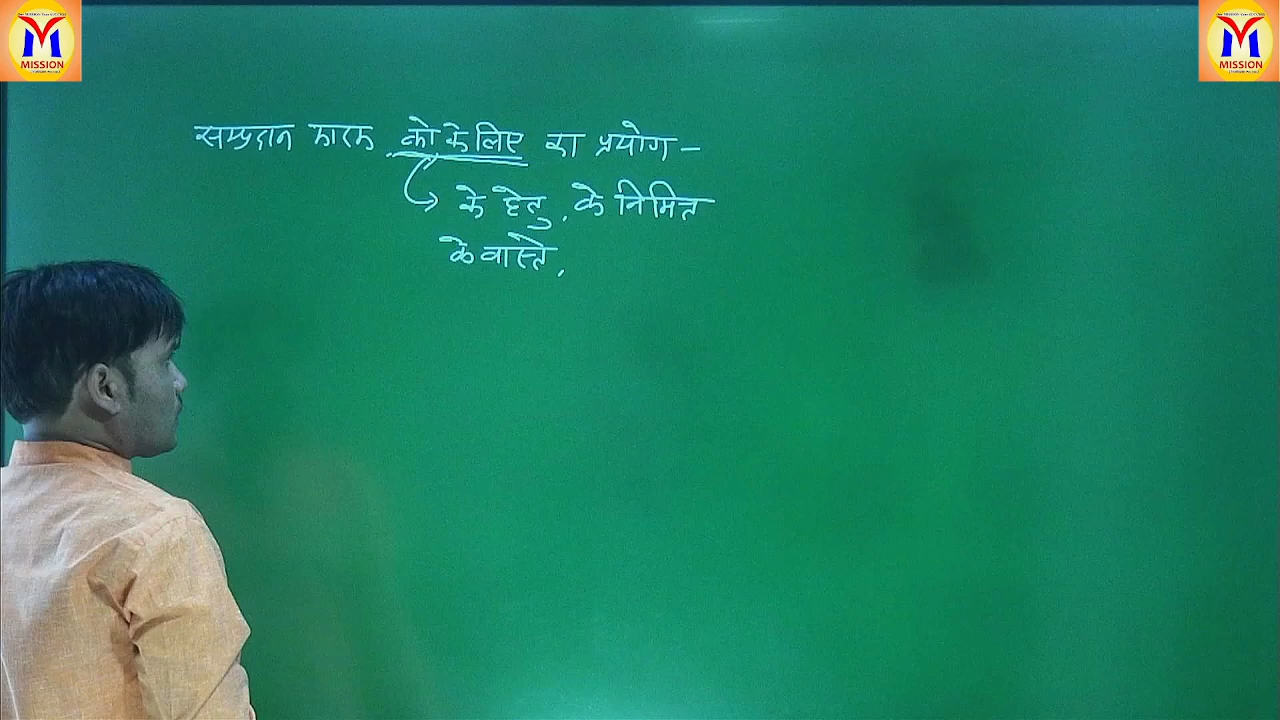 MISSION
MISSION
सम्प्रदान कारक को के लिए का प्रयोग –
के हेतु, के निमित
के वास्ते,